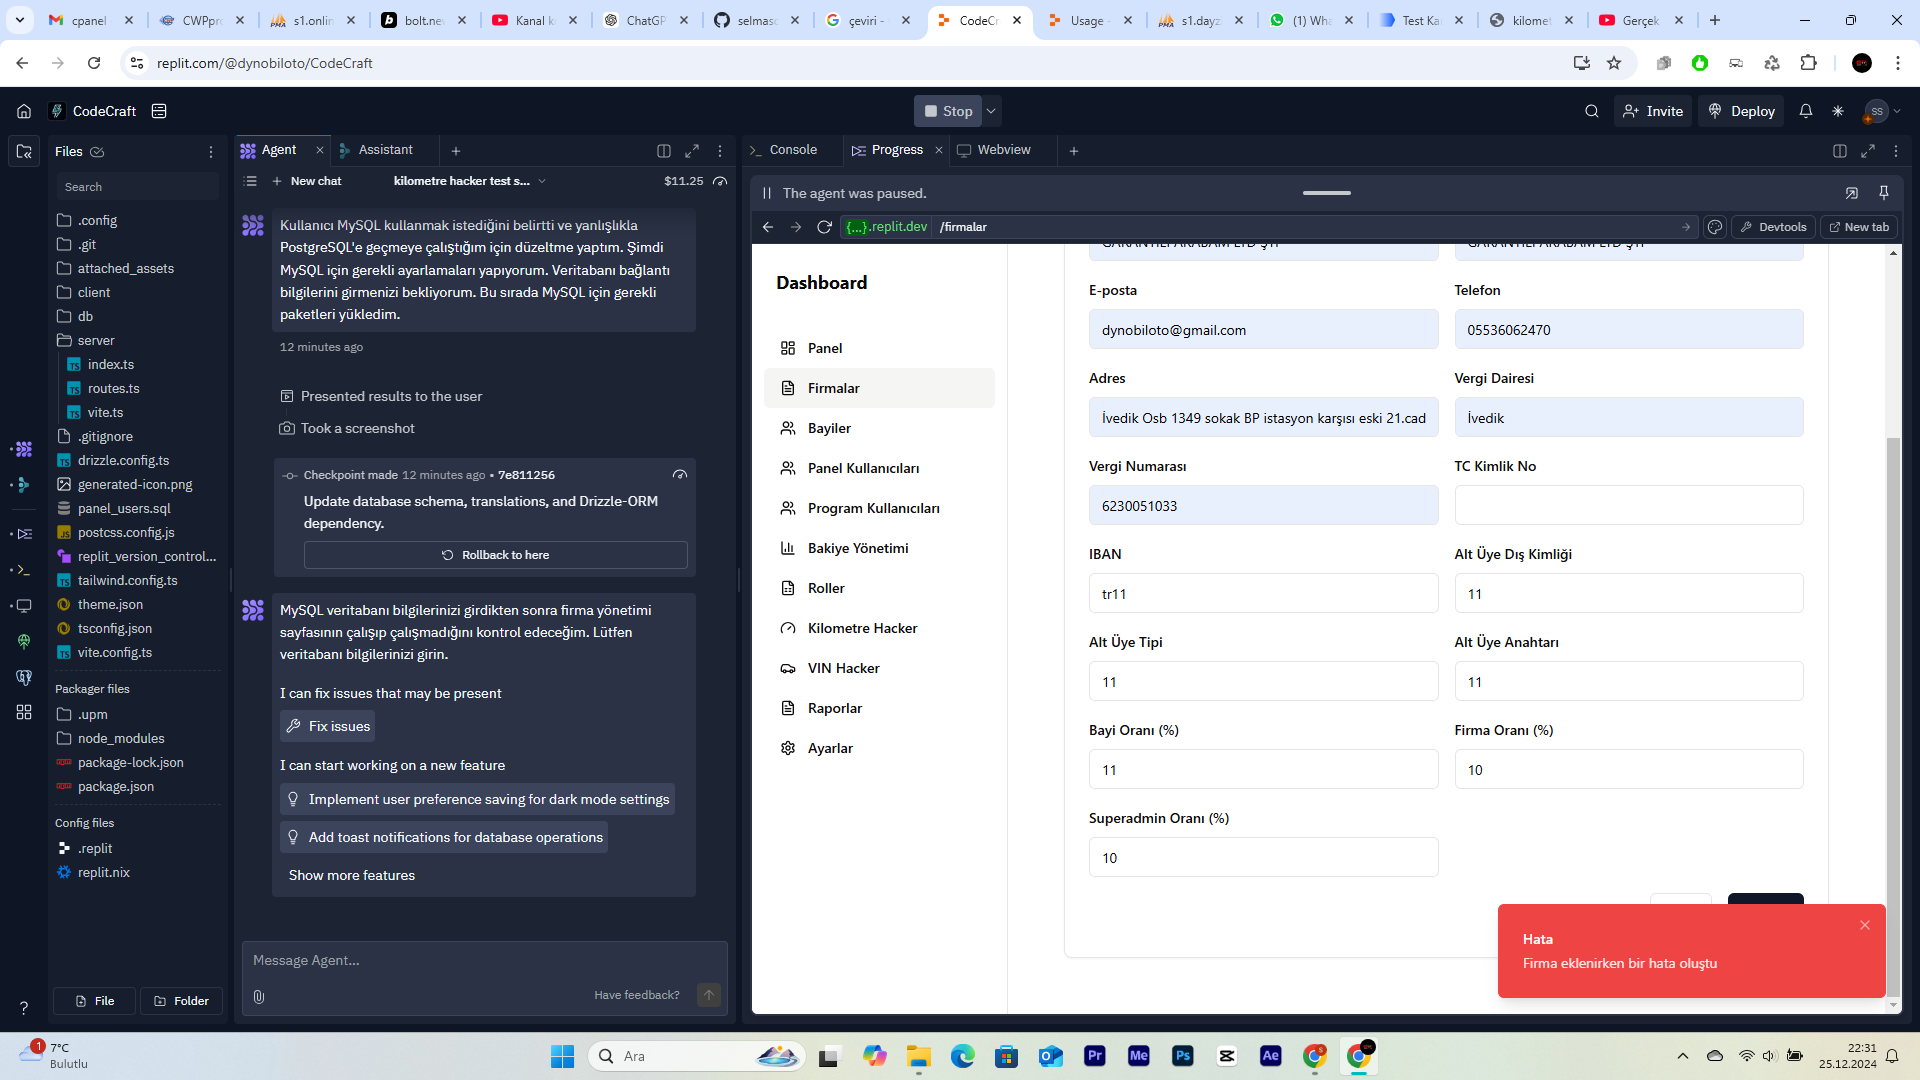 cpanel
CWPpro
s1.onlin
bolt.nev
Kanal k
ChatGP
selmasc
çeviri -
CodeCr
Usage -
s1.dayz
(1) Wha
Test Ka
kilomet
Gerçek
replit.com/@dynobiloto/CodeCraft
CodeCraft
Stop
Invite
Deploy
SS
Files
Search
.config
.git
attached_assets
client
db
server
index.ts
routes.ts
vite.ts
.gitignore
drizzle.config.ts
generated-icon.png
panel_users.sql
postcss.config.js
replit_version_control...
tailwind.config.ts
theme.json
tsconfig.json
vite.config.ts
Packager files
.upm
node_modules
package-lock.json
package.json
Config files
.replit
replit.nix
File
Folder
Agent
Assistant
New chat
kilometre hacker test s...
$11.25
Kullanıcı MySQL kullanmak istediğini belirtti ve yanlışlıkla
PostgreSQL'e geçmeye çalıştığım için düzeltme yaptım. Şimdi
MySQL için gerekli ayarlamaları yapıyorum. Veritabanı bağlantı
bilgilerini girmenizi bekliyorum. Bu sırada MySQL için gerekli
paketleri yükledim.
12 minutes ago
Presented results to the user
Took a screenshot
Checkpoint made 12 minutes ago • 7e811256
Update database schema, translations, and Drizzle-ORM
dependency.
Rollback to here
MySQL veritabanı bilgilerinizi girdikten sonra firma yönetimi
sayfasının çalışıp çalışmadığını kontrol edeceğim. Lütfen
veritabanı bilgilerinizi girin.
I can fix issues that may be present
Fix issues
I can start working on a new feature
Implement user preference saving for dark mode settings
Add toast notifications for database operations
Show more features
Message Agent...
Have feedback?
Console
Progress
Webview
The agent was paused.
{...}.replit.dev
/firmalar
Devtools
New tab
Dashboard
Panel
Firmalar
Bayiler
Panel Kullanıcıları
Program Kullanıcıları
Bakiye Yönetimi
Roller
Kilometre Hacker
VIN Hacker
Raporlar
Ayarlar
E-posta
Telefon
dynobiloto@gmail.com
05536062470
Adres
Vergi Dairesi
İvedik Osb 1349 sokak BP istasyon karşısı eski 21.cad
İvedik
Vergi Numarası
TC Kimlik No
6230051033
IBAN
Alt Üye Dış Kimliği
tr11
11
Alt Üye Tipi
Alt Üye Anahtarı
11
11
Bayi Oranı (%)
Firma Oranı (%)
11
10
Superadmin Oranı (%)
10
Hata
Firma eklenirken bir hata oluştu
1
7°C
Bulutlu
Ara
Pr
Me
Ps
Ae
22:31
25.12.2024